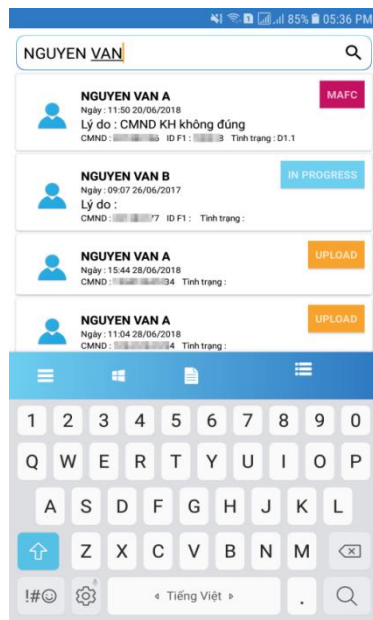 85% 05:36 PM
NGUYEN VAN
NGUYEN VAN A
MAFC
Ngày : 11:50 20/06/2018
Lý do : CMND KH không đúng
CMND : ID F1 : Tình trạng : D1.1
NGUYEN VAN B
IN PROGRESS
Ngày : 09:07 26/06/2017
Lý do :
CMND : ID F1 : Tình trạng :
NGUYEN VAN A
UPLOAD
Ngày : 15:44 28/06/2018
CMND : 34 Tình trạng :
NGUYEN VAN A
UPLOAD
Ngày : 11:04 28/06/2018
CMND : 4 Tình trạng :
1 2 3 4 5 6 7 8 9 0
Q W E R T Y U I O P
A S D F G H J K L
Z X C V B N M
!#☺ Tiếng Việt .